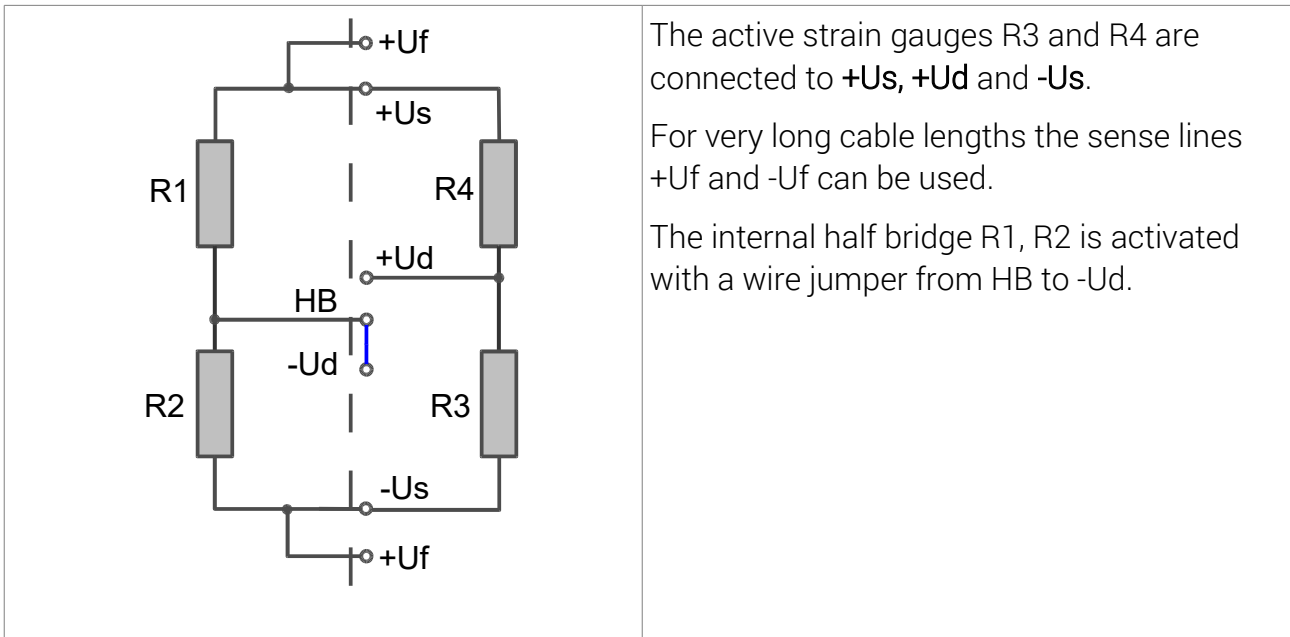 +Uf
+Us
R1
R4
+Ud
HB
-Ud
R2
R3
-Us
+Uf
The active strain gauges R3 and R4 are
connected to +Us, +Ud and -Us.
For very long cable lengths the sense lines
+Uf and -Uf can be used.
The internal half bridge R1, R2 is activated
with a wire jumper from HB to -Ud.